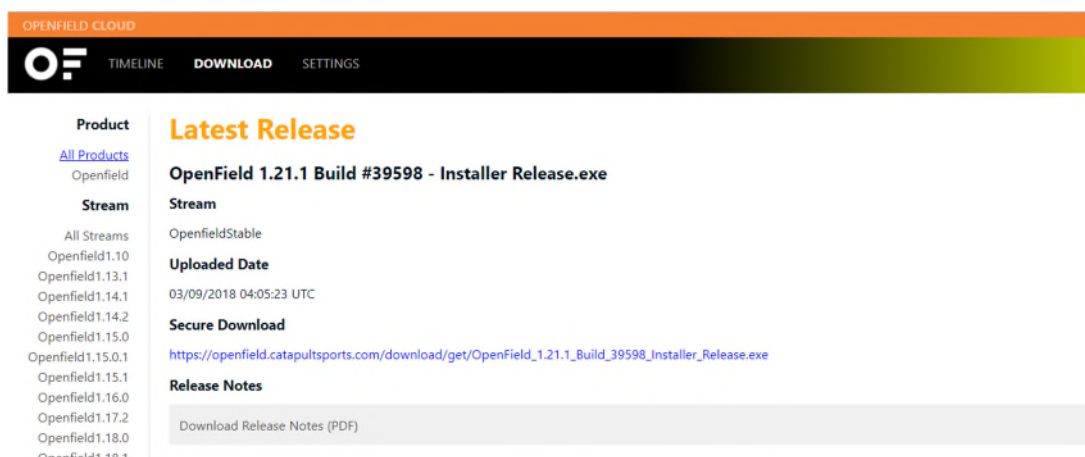 OPENFIELD CLOUD
OF TIMELINE DOWNLOAD SETTINGS
Product
All Products
Openfield
Stream
All Streams
Openfield1.10
Openfield1.13.1
Openfield1.14.1
Openfield1.14.2
Openfield1.15.0
Openfield1.15.0.1
Openfield1.15.1
Openfield1.16.0
Openfield1.17.2
Openfield1.18.0
Openfield1.18.1
Latest Release
OpenField 1.21.1 Build #39598 - Installer Release.exe
Stream
OpenfieldStable
Uploaded Date
03/09/2018 04:05:23 UTC
Secure Download
https://openfield.catapultsports.com/download/get/OpenField_1.21.1_Build_39598_Installer_Release.exe
Release Notes
Download Release Notes (PDF)